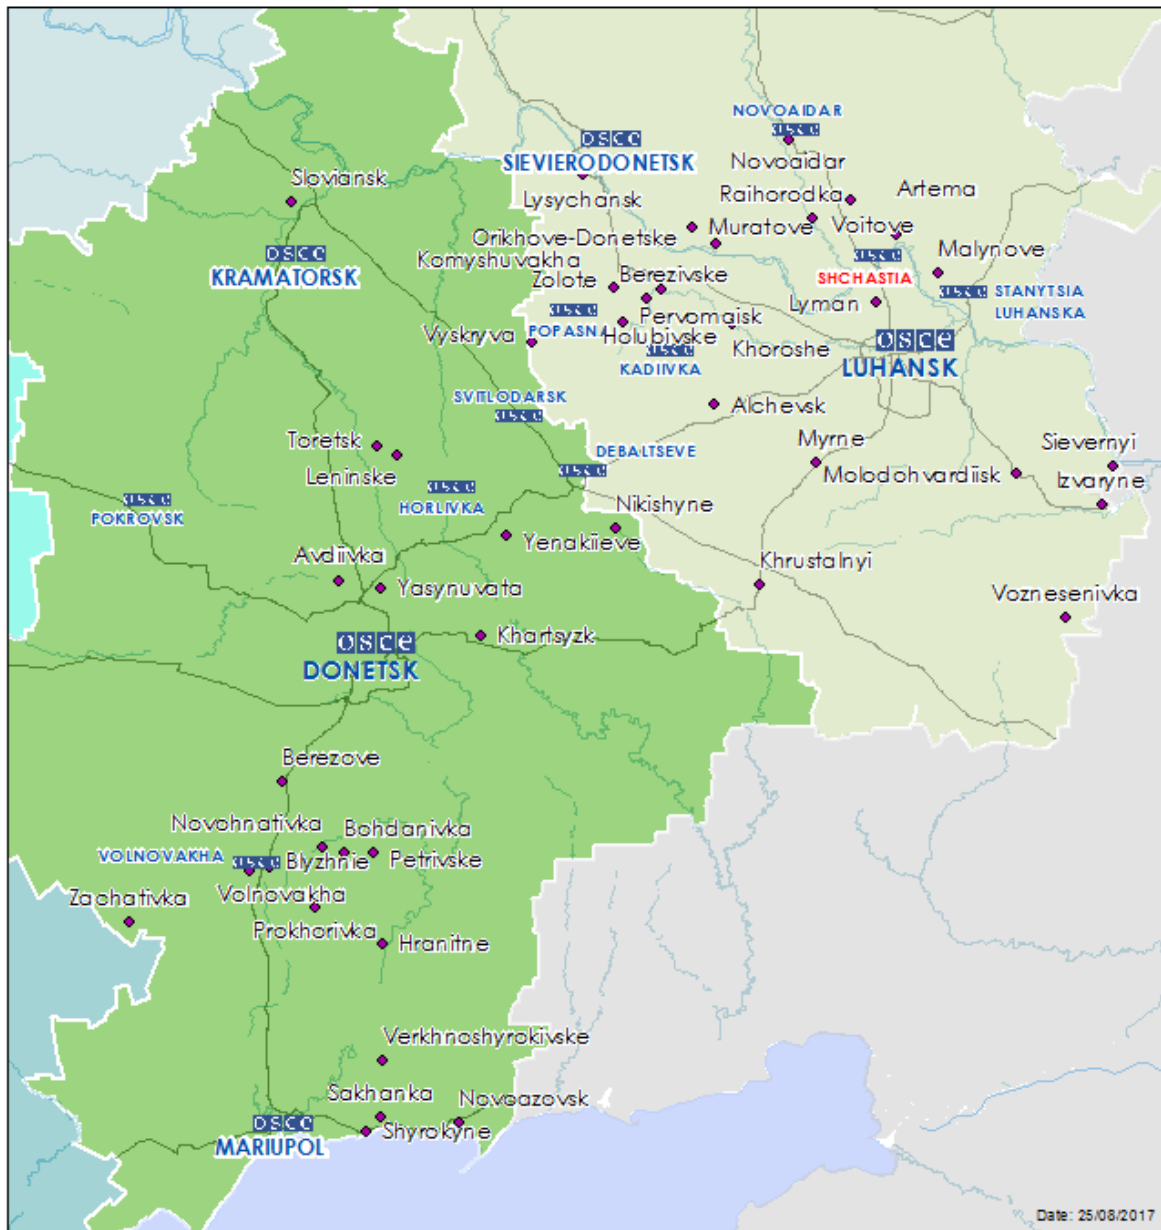 NOVOAIDAR
osce
osce
SIEVIERODONETSK
Novoaidar
Sloviansk
Lysychansk
Raihorodka
Artema
Orikhove-Donetske
Muratove
Voitove
osce
KRAMATORSK
Komyshuvakha
osce
Malynove
Zolote
Berezivske
SHCHASTIA
osce
STANYTSIA
LUHANSKA
osce
POPASNA
Pervomaisk
Lyman
Vyskryva
Holubivske
Khoroshe
osce
LUHANSK
osce
KADIIVKA
SVITLODARSK
osce
Alchevsk
Toretsk
Leninske
DEBALTSEVE
osce
Myrne
Molodohvardiisk
Sievernyi
Izvaryne
osce
POKROVSK
osce
HORLIVKA
Nikishyne
Yenakiieve
Avdiivka
Yasynuvata
Khrustalnyi
Voznesenivka
osce
DONETSK
Khartsyzk
Berezove
Novohnativka
Bohdanivka
VOLNOVAKHA
osce
Blyzhnie
Petrivske
Zachativka
Volnovakha
Prokhorivka
Hranitne
Verkhnoshyrokivske
Sakhanka
Novoazovsk
osce
MARIUPOL
Shyrokyne
Date: 25/08/2017